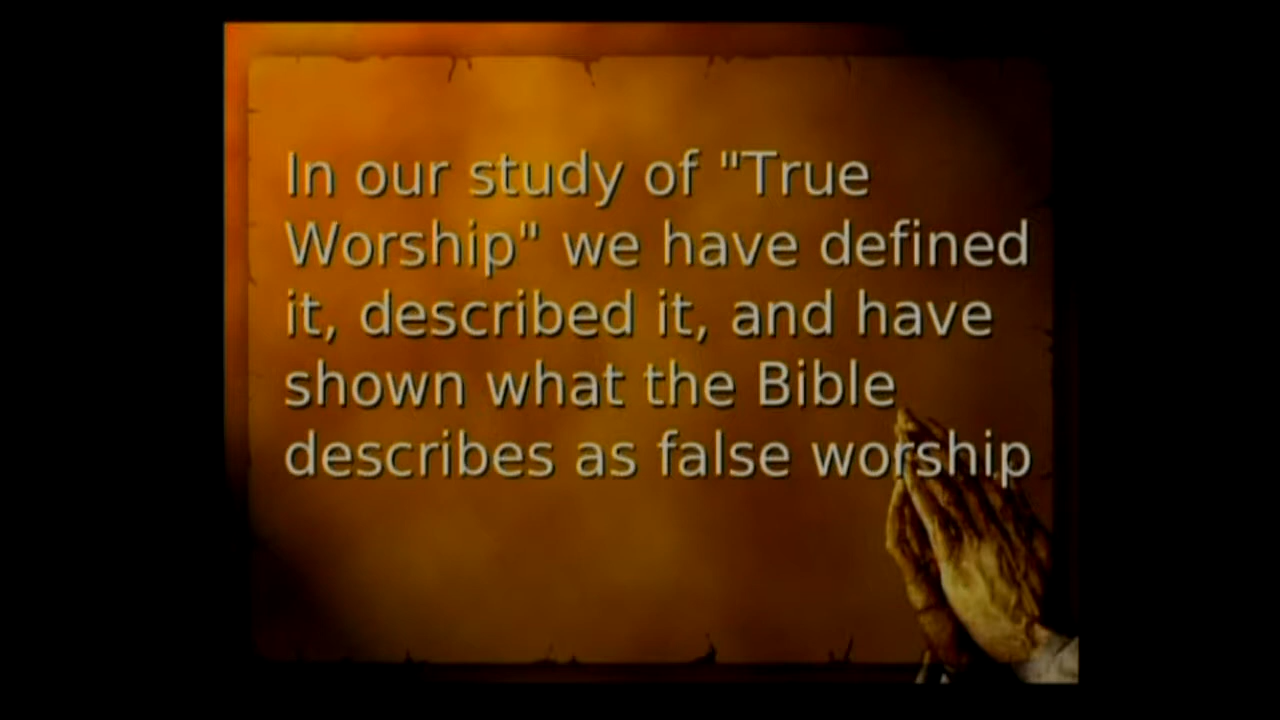 In our study of "True
Worship" we have defined
it, described it, and have
shown what the Bible
describes as false worship